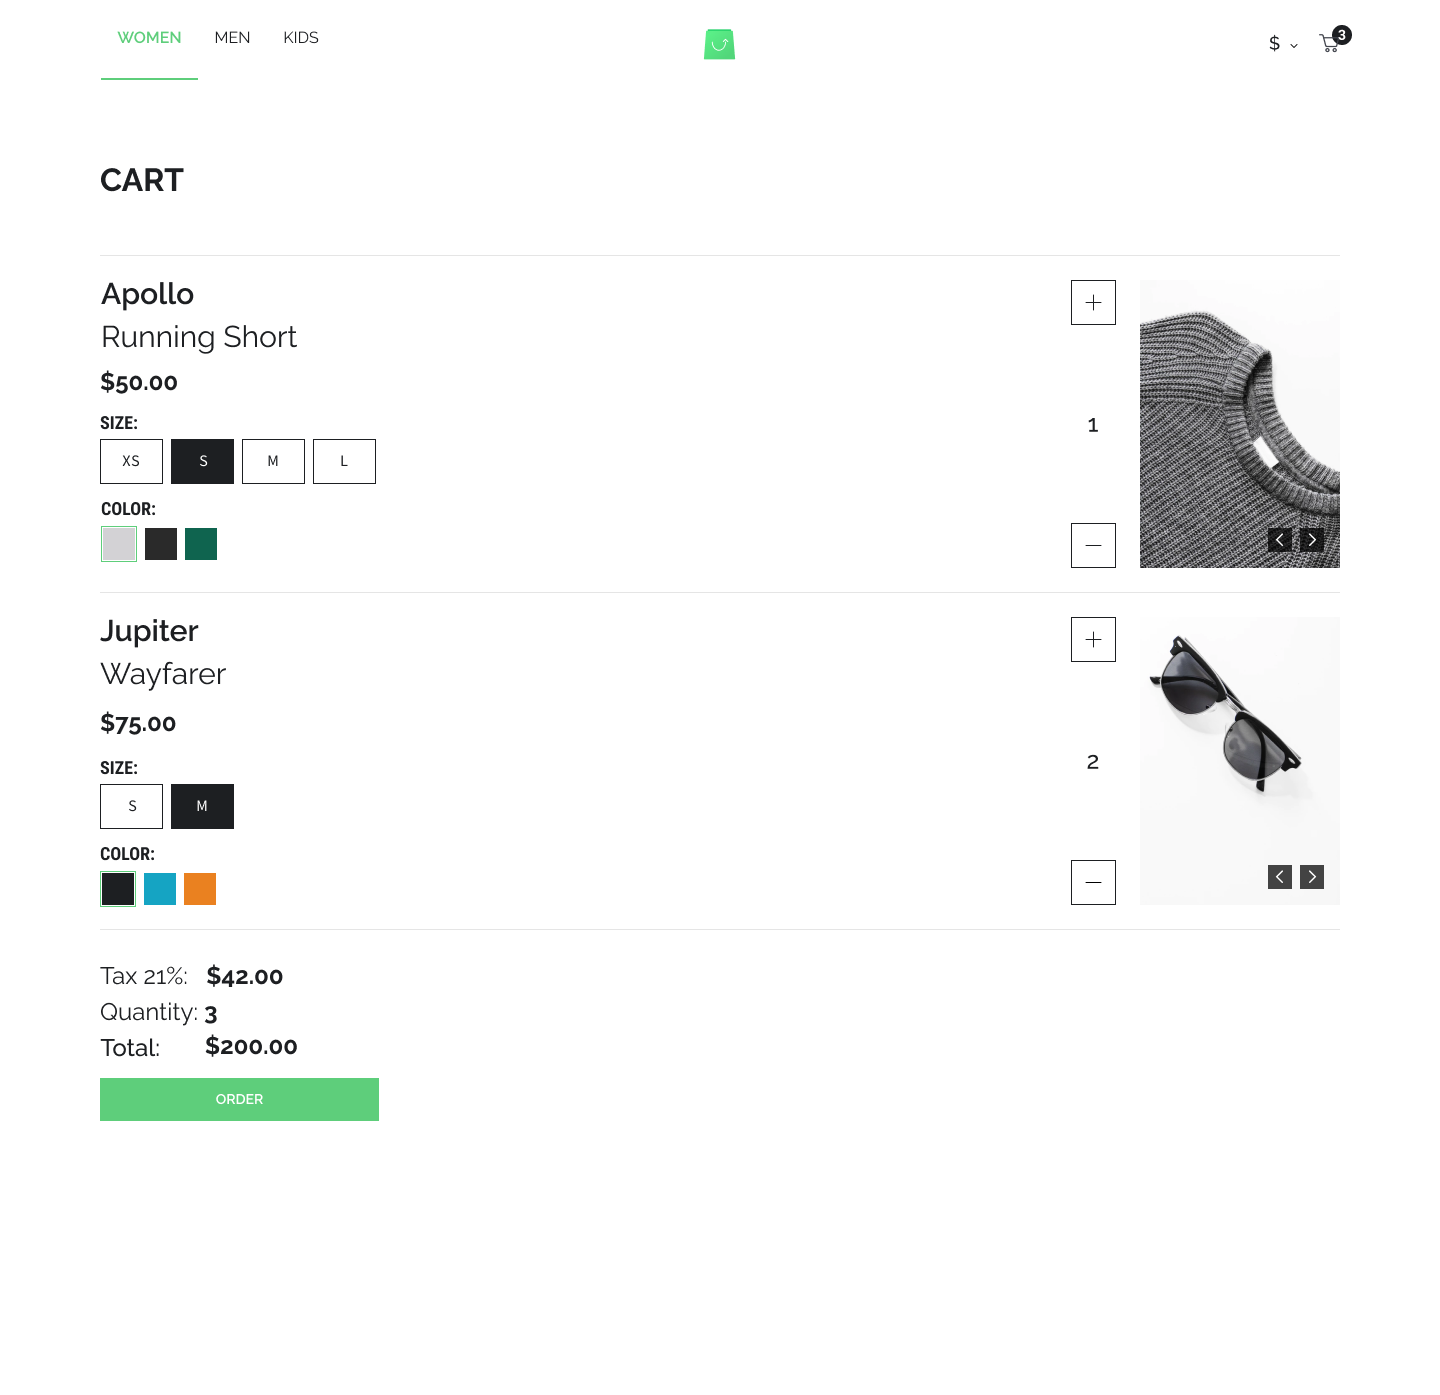 WOMEN MEN KIDS $ 3
CART
Apollo
Running Short
$50.00
SIZE:
XS S M L
COLOR:
1
Jupiter
Wayfarer
$75.00
SIZE:
S M
COLOR:
2
Tax 21%: $42.00
Quantity: 3
Total: $200.00
ORDER